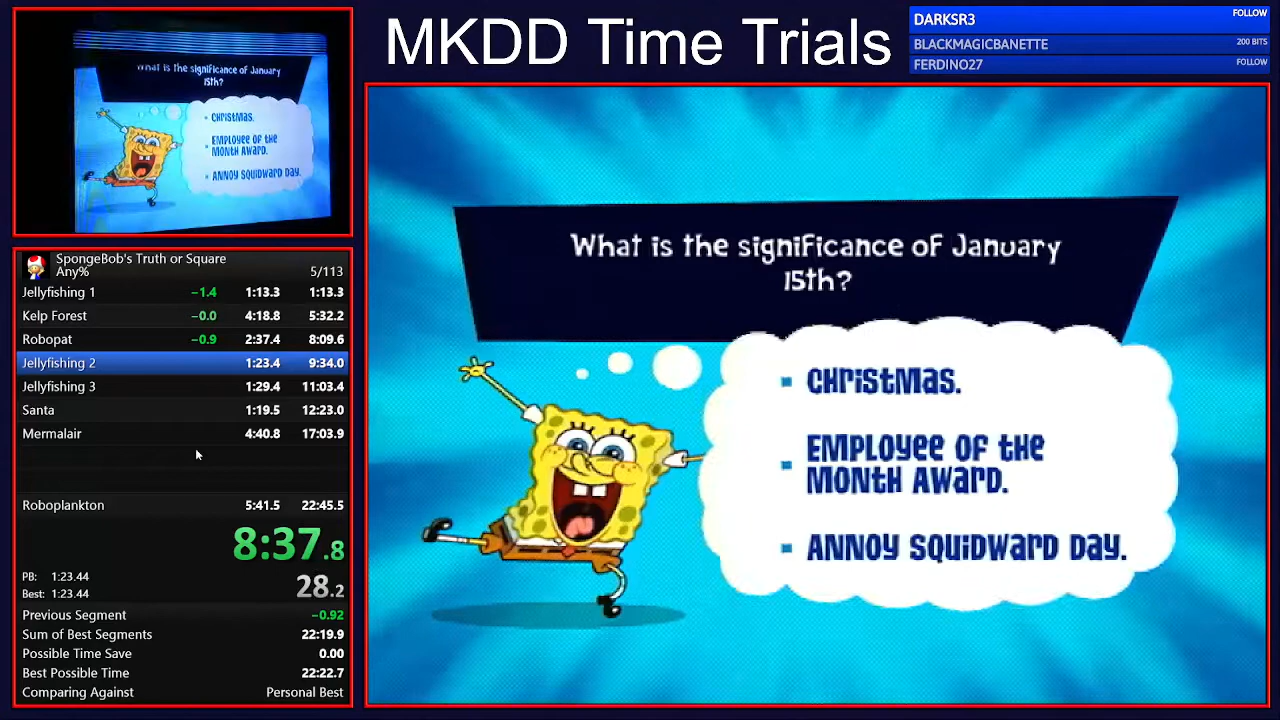 MKDD Time Trials
DARKSR3 FOLLOW
BLACKMAGICBANETTE 200 BITS
FERDINO27 FOLLOW
What is the significance of January
15th?
CHRISTMAS.
EMPLOYEE OF THE
MONTH AWARD.
ANNOY SQUIDWARD DAY.
SpongeBob's Truth or Square
Any% 5/113
Jellyfishing 1 −1.4 1:13.3 1:13.3
Kelp Forest −0.0 4:18.8 5:32.2
Robopat −0.9 2:37.4 8:09.6
Jellyfishing 2 1:23.4 9:34.0
Jellyfishing 3 1:29.4 11:03.4
Santa 1:19.5 12:23.0
Mermalair 4:40.8 17:03.9
Roboplankton 5:41.5 22:45.5
8:37.8
PB: 1:23.44
Best: 1:23.44
28.2
Previous Segment −0.92
Sum of Best Segments 22:19.9
Possible Time Save 0.00
Best Possible Time 22:22.7
Comparing Against Personal Best
What is the significance of January
15th?
Christmas.
Employee of the
Month Award.
Annoy Squidward Day.